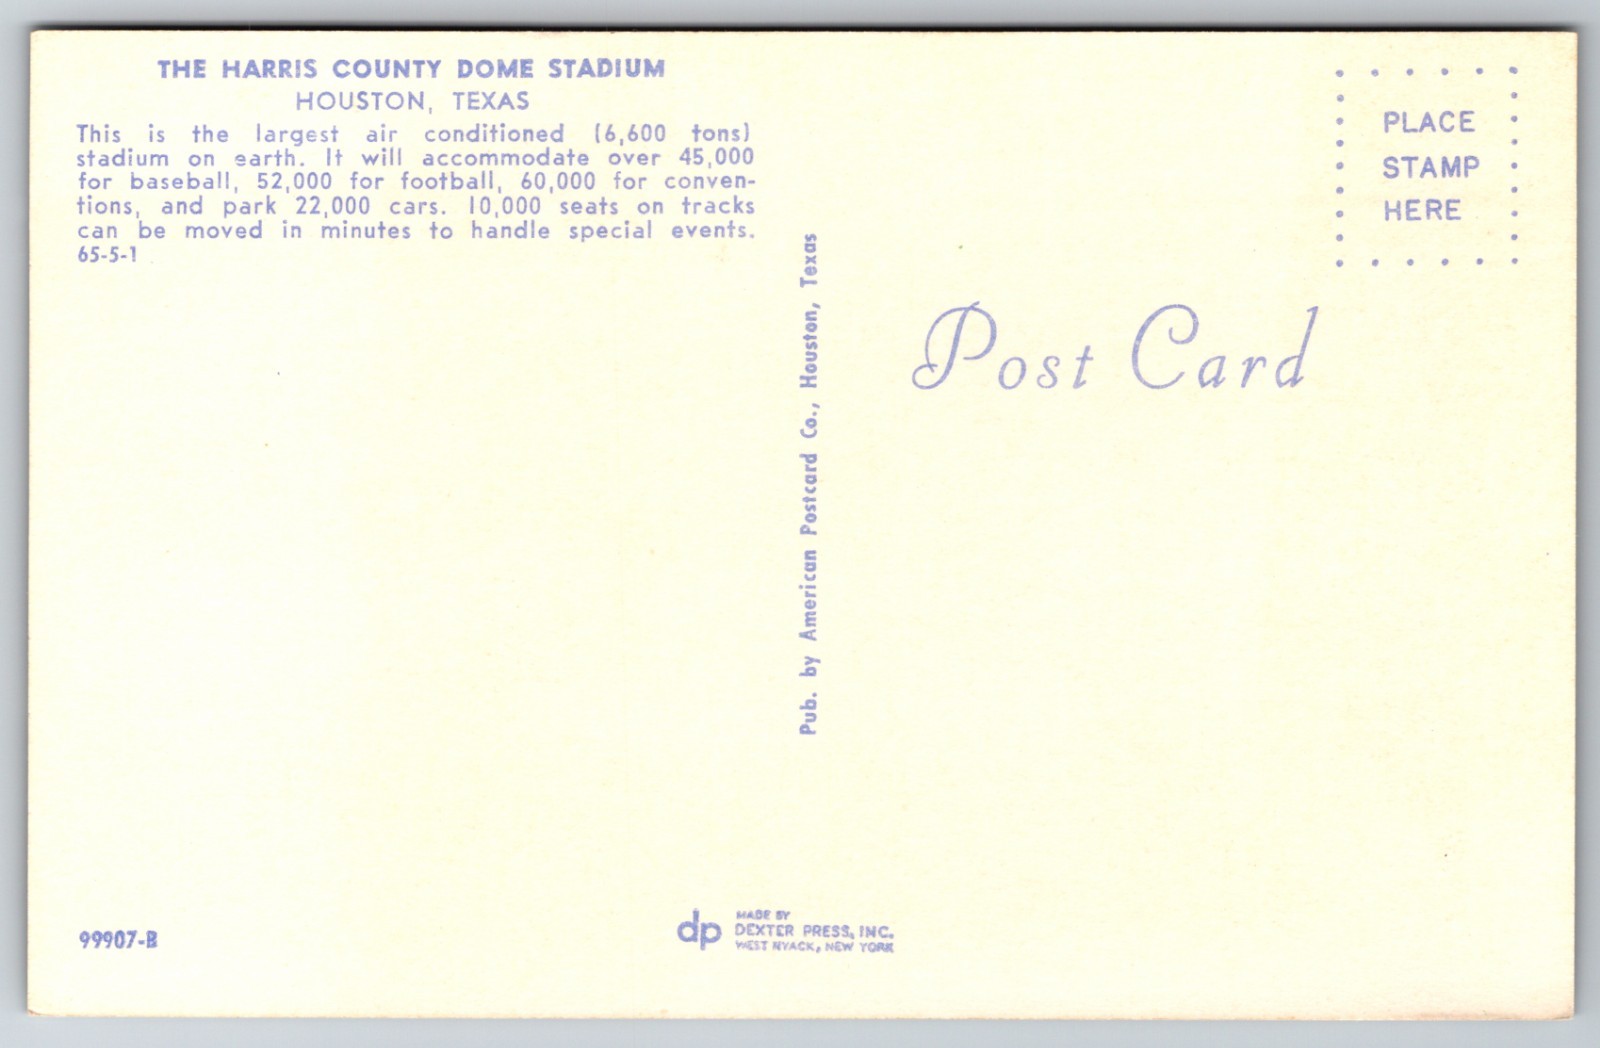 THE HARRIS COUNTY DOME STADIUM
HOUSTON, TEXAS
This is the largest air conditioned (6,600 tons)
stadium on earth. It will accommodate over 45,000
for baseball, 52,000 for football, 60,000 for conven-
tions, and park 22,000 cars. 10,000 seats on tracks
can be moved in minutes to handle special events.
65-5-1
99907-B
Pub. by American Postcard Co., Houston, Texas
dp
MADE BY
DEXTER PRESS, INC.
WEST NYACK, NEW YORK
PLACE
STAMP
HERE
Post Card